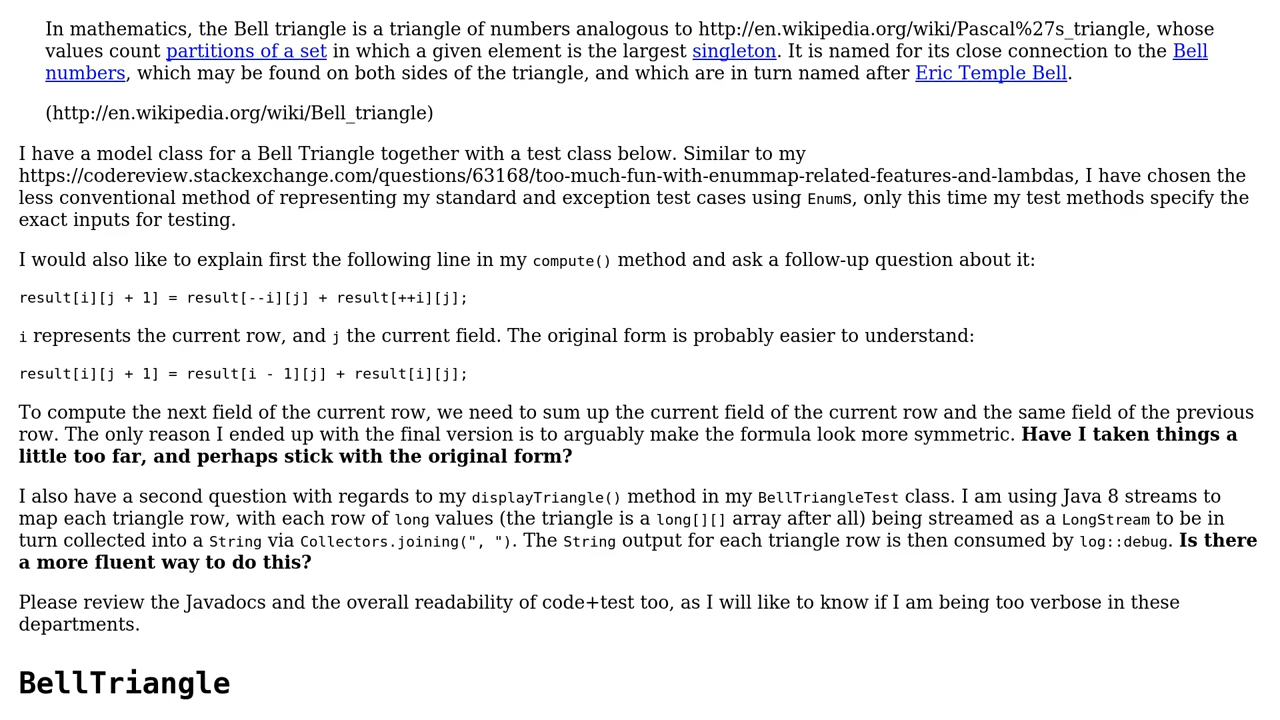 In mathematics, the Bell triangle is a triangle of numbers analogous to http://en.wikipedia.org/wiki/Pascal%27s_triangle, whose
values count partitions of a set in which a given element is the largest singleton. It is named for its close connection to the Bell
numbers, which may be found on both sides of the triangle, and which are in turn named after Eric Temple Bell.
(http://en.wikipedia.org/wiki/Bell_triangle)
I have a model class for a Bell Triangle together with a test class below. Similar to my
https://codereview.stackexchange.com/questions/63168/too-much-fun-with-enummap-related-features-and-lambdas, I have chosen the
less conventional method of representing my standard and exception test cases using Enums, only this time my test methods specify the
exact inputs for testing.
I would also like to explain first the following line in my compute() method and ask a follow-up question about it:
result[i][j + 1] = result[--i][j] + result[++i][j];
i represents the current row, and j the current field. The original form is probably easier to understand:
result[i][j + 1] = result[i - 1][j] + result[i][j];
To compute the next field of the current row, we need to sum up the current field of the current row and the same field of the previous
row. The only reason I ended up with the final version is to arguably make the formula look more symmetric. Have I taken things a
little too far, and perhaps stick with the original form?
I also have a second question with regards to my displayTriangle() method in my BellTriangleTest class. I am using Java 8 streams to
map each triangle row, with each row of long values (the triangle is a long[][] array after all) being streamed as a LongStream to be in
turn collected into a String via Collectors.joining(", "). The String output for each triangle row is then consumed by log::debug. Is there
a more fluent way to do this?
Please review the Javadocs and the overall readability of code+test too, as I will like to know if I am being too verbose in these
departments.
BellTriangle